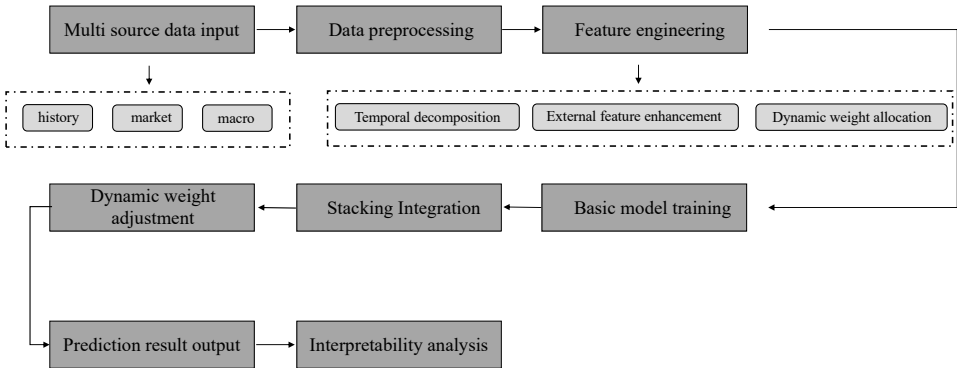 Multi source data input
Data preprocessing
Feature engineering
history
market
macro
Temporal decomposition
External feature enhancement
Dynamic weight allocation
Dynamic weight
adjustment
Stacking Integration
Basic model training
Prediction result output
Interpretability analysis